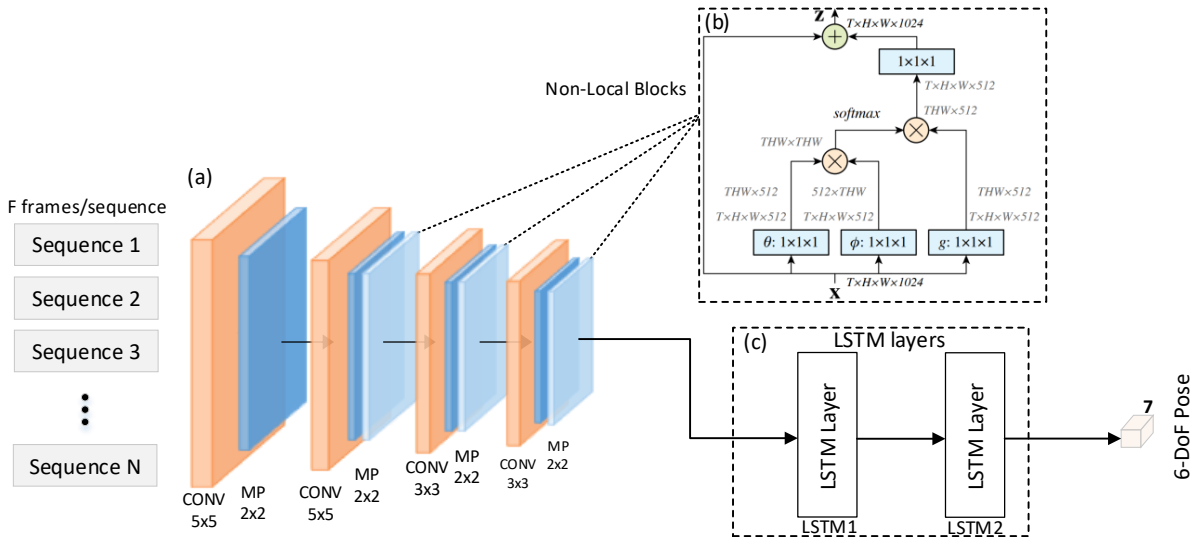 F frames/sequence
Sequence 1
Sequence 2
Sequence 3
Sequence N
(a)
CONV
5x5
MP
2x2
CONV
5x5
MP
2x2
CONV
3x3
MP
2x2
CONV
3x3
MP
2x2
Non-Local Blocks
(b)
z
T×H×W×1024
1×1×1
T×H×W×512
THW×512
softmax
THW×THW
THW×512
512×THW
THW×512
T×H×W×512
T×H×W×512
T×H×W×512
θ: 1×1×1
ϕ: 1×1×1
g: 1×1×1
T×H×W×1024
x
(c)
LSTM layers
LSTM Layer
LSTM Layer
LSTM1
LSTM2
7
6-DoF Pose